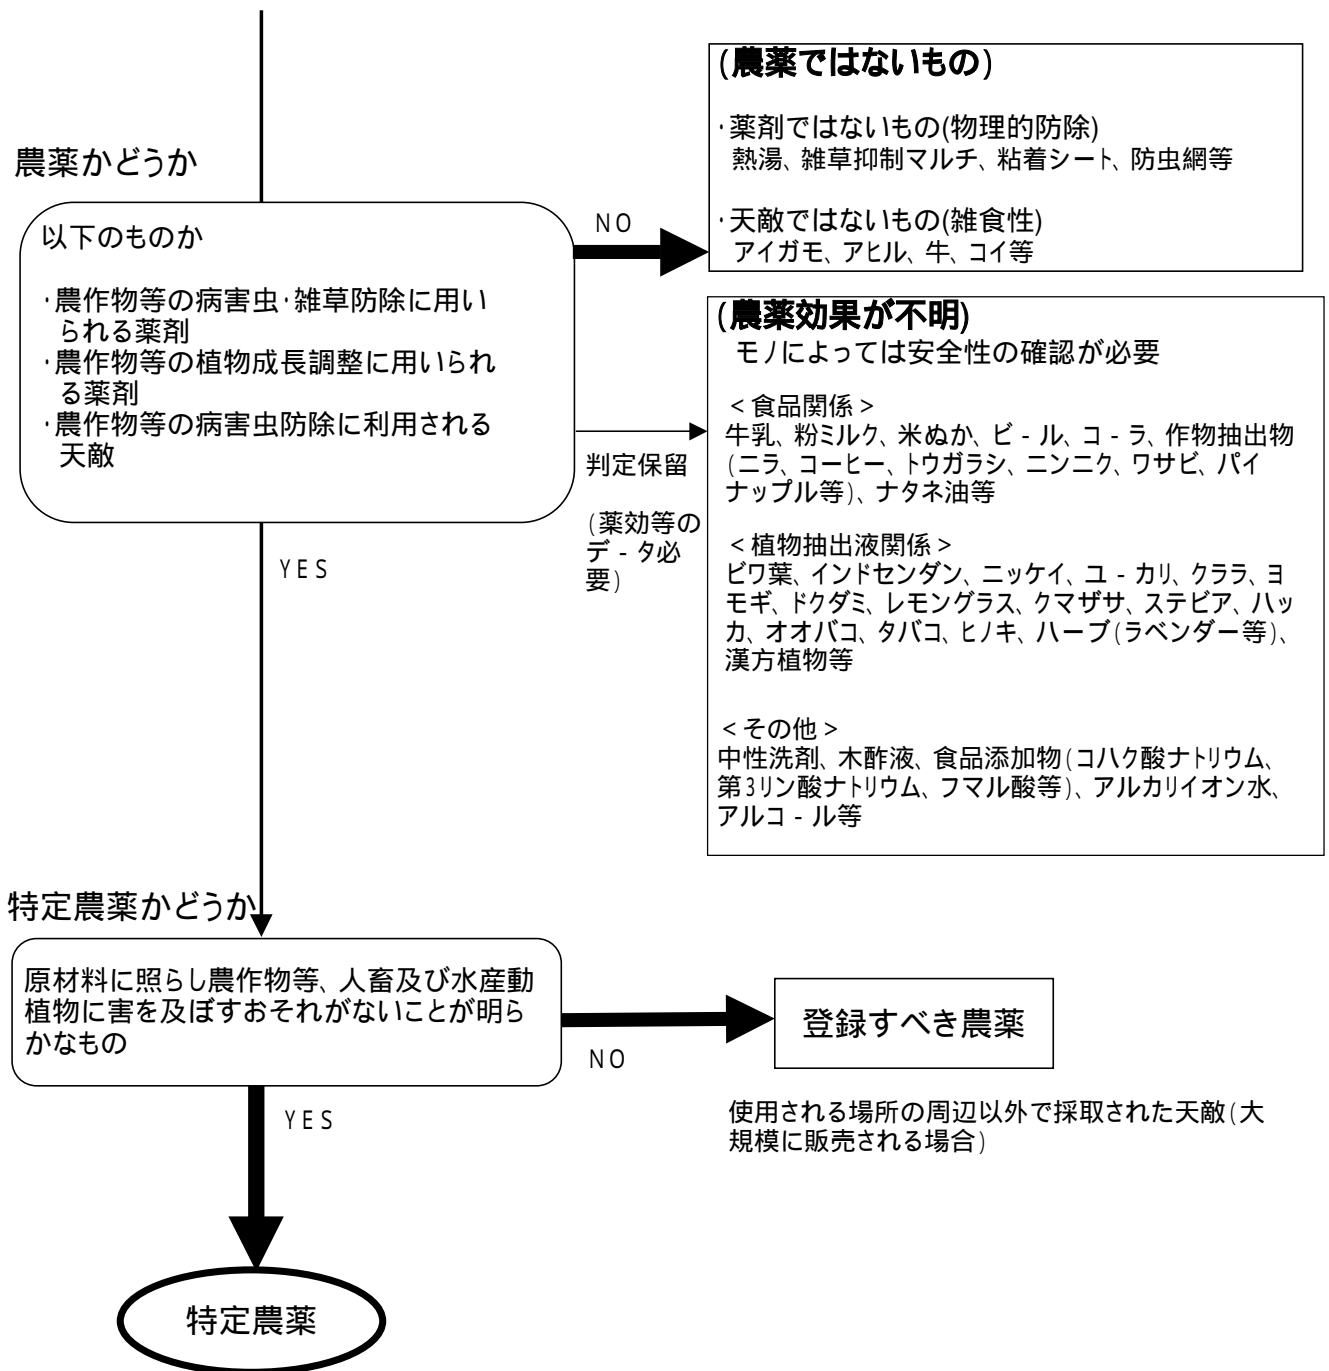 農薬かどうか
以下のものか
・農作物等の病害虫・雑草防除に用い
られる薬剤
・農作物等の植物成長調整に用いられ
る薬剤
・農作物等の病害虫防除に利用される
天敵
NO
(農薬ではないもの)
・薬剤ではないもの(物理的防除)
熱湯、雑草抑制マルチ、粘着シート、防虫網等
・天敵ではないもの(雑食性)
アイガモ、アヒル、牛、コイ等
判定保留
(薬効等の
デ-タ必
要)
(農薬効果が不明)
モノによっては安全性の確認が必要
<食品関係>
牛乳、粉ミルク、米ぬか、ビ-ル、コ-ラ、作物抽出物
(ニラ、コーヒー、トウガラシ、ニンニク、ワサビ、パイ
ナップル等)、ナタネ油等
<植物抽出液関係>
ビワ葉、インドセンダン、ニッケイ、ユ-カリ、クララ、ヨ
モギ、ドクダミ、レモングラス、クマザサ、ステビア、ハッ
カ、オオバコ、タバコ、ヒノキ、ハーブ(ラベンダー等)、
漢方植物等
<その他>
中性洗剤、木酢液、食品添加物(コハク酸ナトリウム、
第3リン酸ナトリウム、フマル酸等)、アルカリイオン水、
アルコ-ル等
YES
特定農薬かどうか
原材料に照らし農作物等、人畜及び水産動
植物に害を及ぼすおそれがないことが明ら
かなもの
NO
登録すべき農薬
使用される場所の周辺以外で採取された天敵(大
規模に販売される場合)
YES
特定農薬